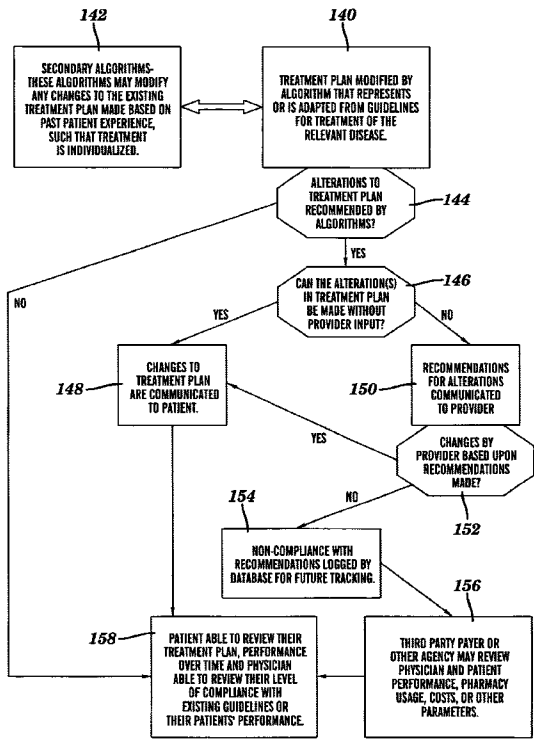 142
SECONDARY ALGORITHMS-
THESE ALGORITHMS MAY MODIFY
ANY CHANGES TO THE EXISTING
TREATMENT PLAN MADE BASED ON
PAST PATIENT EXPERIENCE,
SUCH THAT TREATMENT
IS INDIVIDUALIZED.
140
TREATMENT PLAN MODIFIED BY
ALGORITHM THAT REPRESENTS
OR IS ADAPTED FROM GUIDELINES
FOR TREATMENT OF THE
RELEVANT DISEASE.
ALTERATIONS TO
TREATMENT PLAN
RECOMMENDED BY
ALGORITHMS?
144
NO
YES
CAN THE ALTERATION(S)
IN TREATMENT PLAN
BE MADE WITHOUT
PROVIDER INPUT?
146
YES
NO
148
CHANGES TO
TREATMENT PLAN
ARE COMMUNICATED
TO PATIENT.
150
RECOMMENDATIONS
FOR ALTERATIONS
COMMUNICATED
TO PROVIDER
YES
CHANGES BY
PROVIDER BASED UPON
RECOMMENDATIONS
MADE?
152
NO
154
NON-COMPLIANCE WITH
RECOMMENDATIONS LOGGED BY
DATABASE FOR FUTURE TRACKING.
156
THIRD PARTY PAYER OR
OTHER AGENCY MAY REVIEW
PHYSICIAN AND PATIENT
PERFORMANCE, PHARMACY
USAGE, COSTS, OR OTHER
PARAMETERS.
158
PATIENT ABLE TO REVIEW THEIR
TREATMENT PLAN, PERFORMANCE
OVER TIME AND PHYSICIAN
ABLE TO REVIEW THEIR LEVEL
OF COMPLIANCE WITH
EXISTING GUIDELINES OR
THEIR PATIENTS' PERFORMANCE.